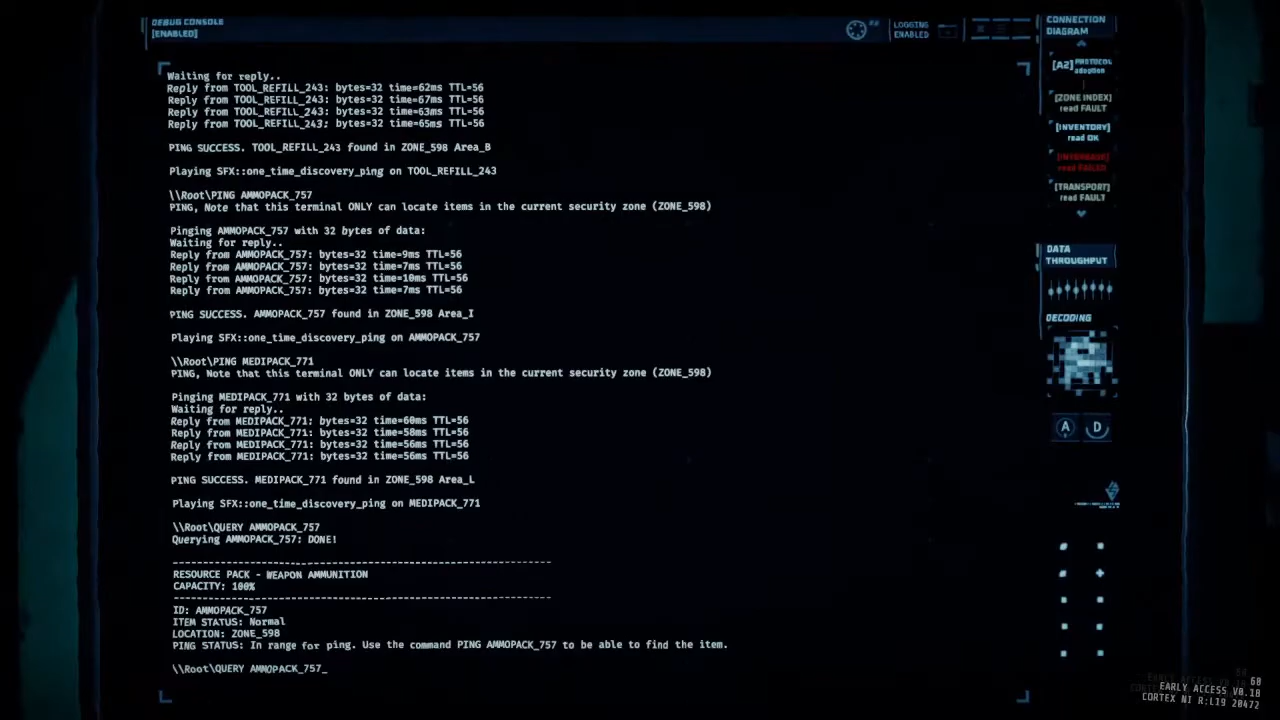 DEBUG CONSOLE
[ENABLED]
LOGGING
ENABLED
Waiting for reply..
Reply from TOOL_REFILL_243: bytes=32 time=62ms TTL=56
Reply from TOOL_REFILL_243: bytes=32 time=67ms TTL=56
Reply from TOOL_REFILL_243: bytes=32 time=63ms TTL=56
Reply from TOOL_REFILL_243: bytes=32 time=65ms TTL=56
PING SUCCESS. TOOL_REFILL_243 found in ZONE_598 Area_B
Playing SFX::one_time_discovery_ping on TOOL_REFILL_243
\\Root\PING AMMOPACK_757
PING, Note that this terminal ONLY can locate items in the current security zone (ZONE_598)
Pinging AMMOPACK_757 with 32 bytes of data:
Waiting for reply..
Reply from AMMOPACK_757: bytes=32 time=9ms TTL=56
Reply from AMMOPACK_757: bytes=32 time=7ms TTL=56
Reply from AMMOPACK_757: bytes=32 time=10ms TTL=56
Reply from AMMOPACK_757: bytes=32 time=7ms TTL=56
PING SUCCESS. AMMOPACK_757 found in ZONE_598 Area_I
Playing SFX::one_time_discovery_ping on AMMOPACK_757
\\Root\PING MEDIPACK_771
PING, Note that this terminal ONLY can locate items in the current security zone (ZONE_598)
Pinging MEDIPACK_771 with 32 bytes of data:
Waiting for reply..
Reply from MEDIPACK_771: bytes=32 time=60ms TTL=56
Reply from MEDIPACK_771: bytes=32 time=58ms TTL=56
Reply from MEDIPACK_771: bytes=32 time=56ms TTL=56
Reply from MEDIPACK_771: bytes=32 time=56ms TTL=56
PING SUCCESS. MEDIPACK_771 found in ZONE_598 Area_L
Playing SFX::one_time_discovery_ping on MEDIPACK_771
\\Root\QUERY AMMOPACK_757
Querying AMMOPACK_757: DONE!
RESOURCE PACK - WEAPON AMMUNITION
CAPACITY: 100%
ID: AMMOPACK_757
ITEM STATUS: Normal
LOCATION: ZONE_598
PING STATUS: In range for ping. Use the command PING AMMOPACK_757 to be able to find the item.
\\Root\QUERY AMMOPACK_757_
CONNECTION
DIAGRAM
[A2] PROTOCOL
adaption
[ZONE INDEX]
read FAULT
[INVENTORY]
read OK
read FAILED
[TRANSPORT]
read FAULT
DATA
THROUGHPUT
DECODING
A D
60
EARLY ACCESS V0.18
CORTEX NI R:L19 20472